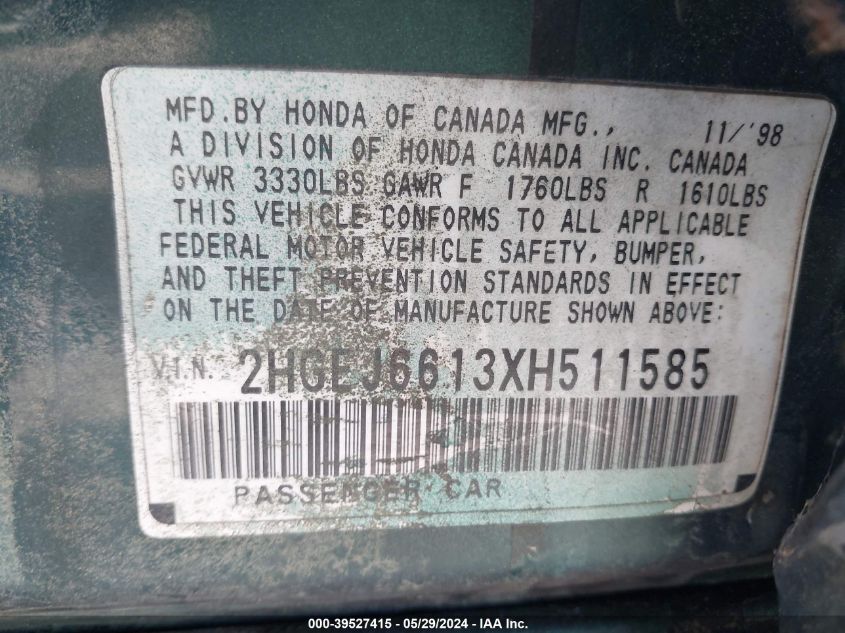 MFD.BY HONDA OF CANADA MFG., 11/'98
A DIVISION OF HONDA CANADA INC. CANADA
GVWR 3330LBS GAWR F 1760LBS R 1610LBS
THIS VEHICLE CONFORMS TO ALL APPLICABLE
FEDERAL MOTOR VEHICLE SAFETY, BUMPER,
AND THEFT PREVENTION STANDARDS IN EFFECT
ON THE DATE OF MANUFACTURE SHOWN ABOVE:
V.I.N. 2HGEJ6613XH511585
PASSENGER CAR
000-39527415 - 05/29/2024 - IAA Inc.